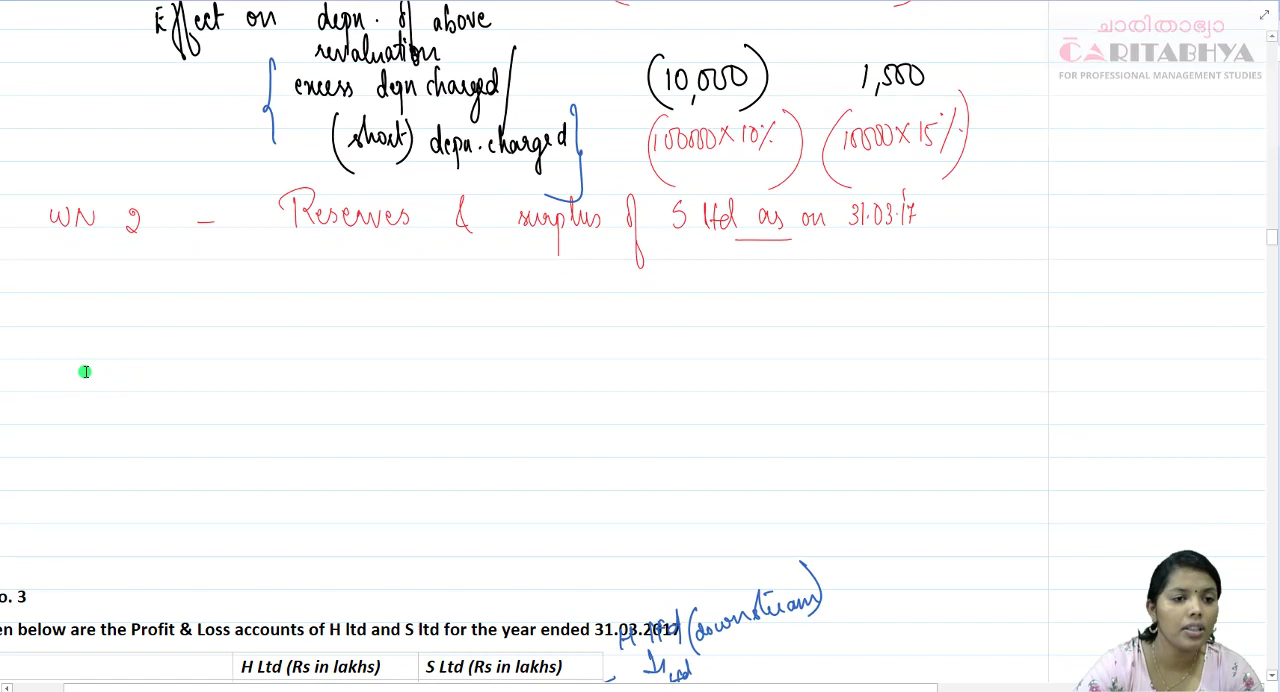 Effect on depn. of above
revaluation
ചാരിതാഭ്യാ
CARITABHYA
FOR PROFESSIONAL MANAGEMENT STUDIES
excess depn charged/ (10,000) 1,500
(short) depn. charged (100000 × 10%) (10000 × 15%)
WN 2 - Reserves & surplus of S ltd as on 31.03.17
o. 3
en below are the Profit & Loss accounts of H ltd and S ltd for the year ended 31.03.2017
H ltd (downstream)
H Ltd (Rs in lakhs) S Ltd (Rs in lakhs)